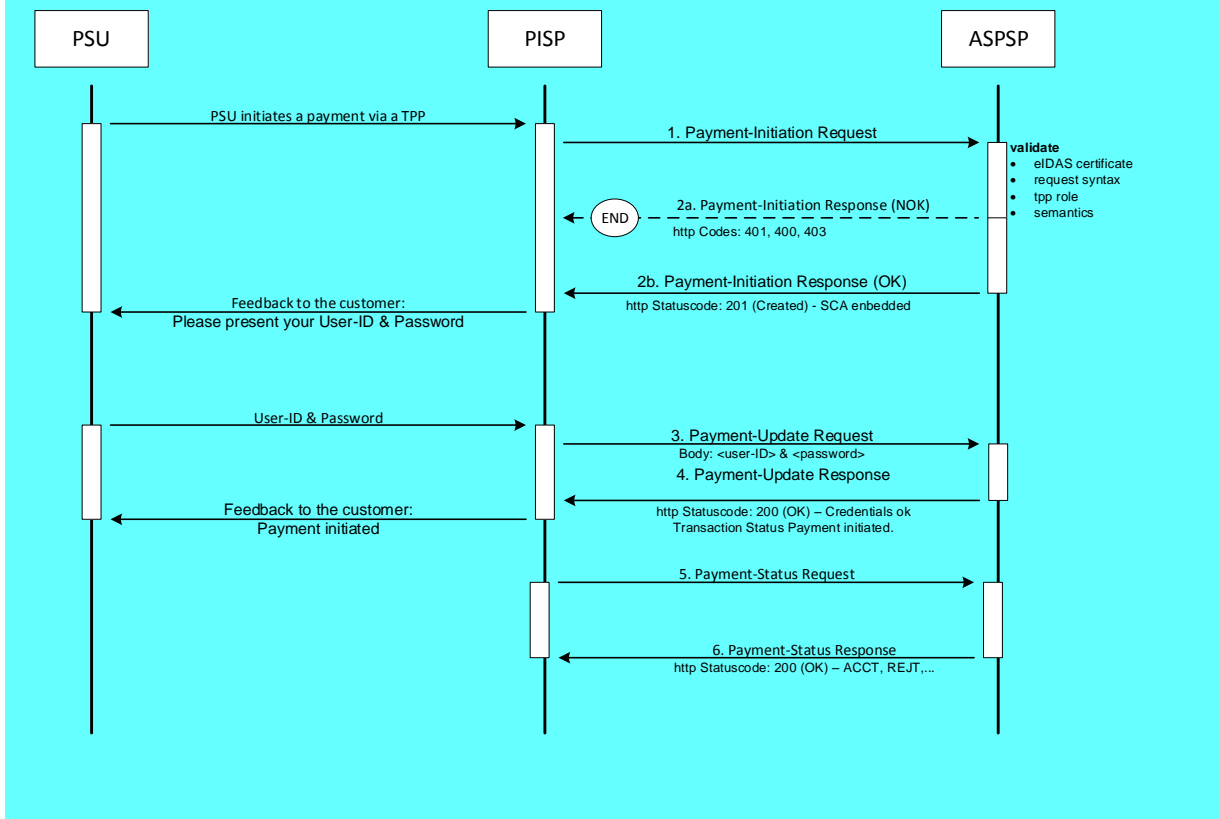 PSU
PISP
ASPSP
PSU initiates a payment via a TPP
1. Payment-Initiation Request
validate
• eIDAS certificate
• request syntax
• tpp role
• semantics
2a. Payment-Initiation Response (NOK)
END
http Codes: 401, 400, 403
2b. Payment-Initiation Response (OK)
http Statuscode: 201 (Created) - SCA enbedded
Feedback to the customer:
Please present your User-ID & Password
User-ID & Password
3. Payment-Update Request
Body: <user-ID> & <password>
4. Payment-Update Response
http Statuscode: 200 (OK) – Credentials ok
Transaction Status Payment initiated.
Feedback to the customer:
Payment initiated
5. Payment-Status Request
6. Payment-Status Response
http Statuscode: 200 (OK) – ACCT, REJT,...